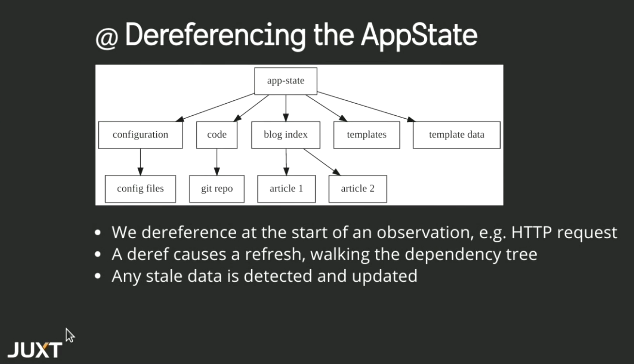 @ Dereferencing the AppState
app-state
configuration code blog index templates template data
config files git repo article 1 article 2
We dereference at the start of an observation, e.g. HTTP request
A deref causes a refresh, walking the dependency tree
Any stale data is detected and updated
JUXT